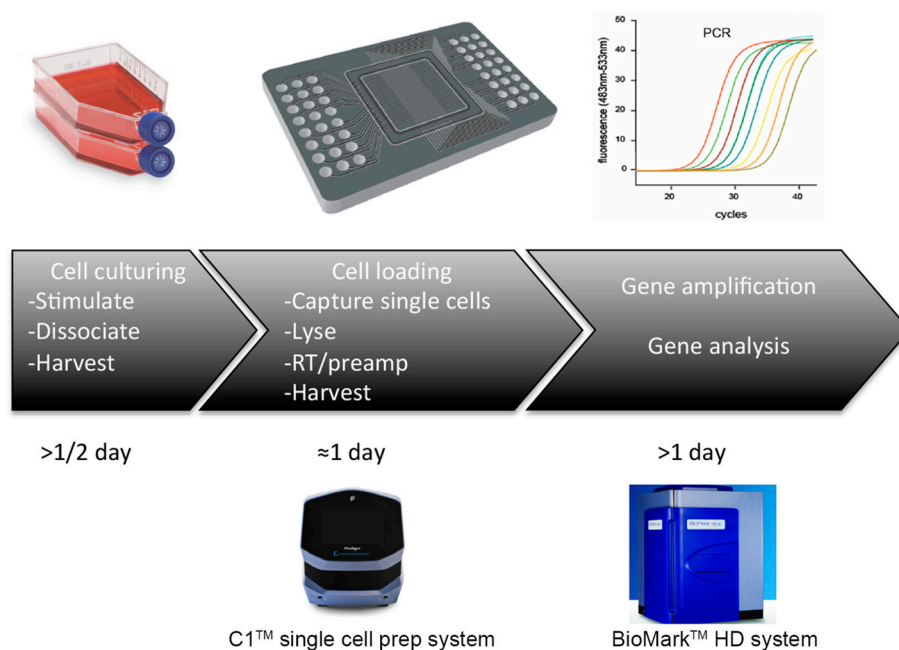 PCR
50
40
30
20
10
0
fluorescence (483nm-533nm)
20
30
40
cycles
Cell culturing
-Stimulate
-Dissociate
-Harvest
Cell loading
-Capture single cells
-Lyse
-RT/preamp
-Harvest
Gene amplification
Gene analysis
>1/2 day
≈1 day
>1 day
Fluidigm
C1™ single cell prep system
BioMark™ HD system